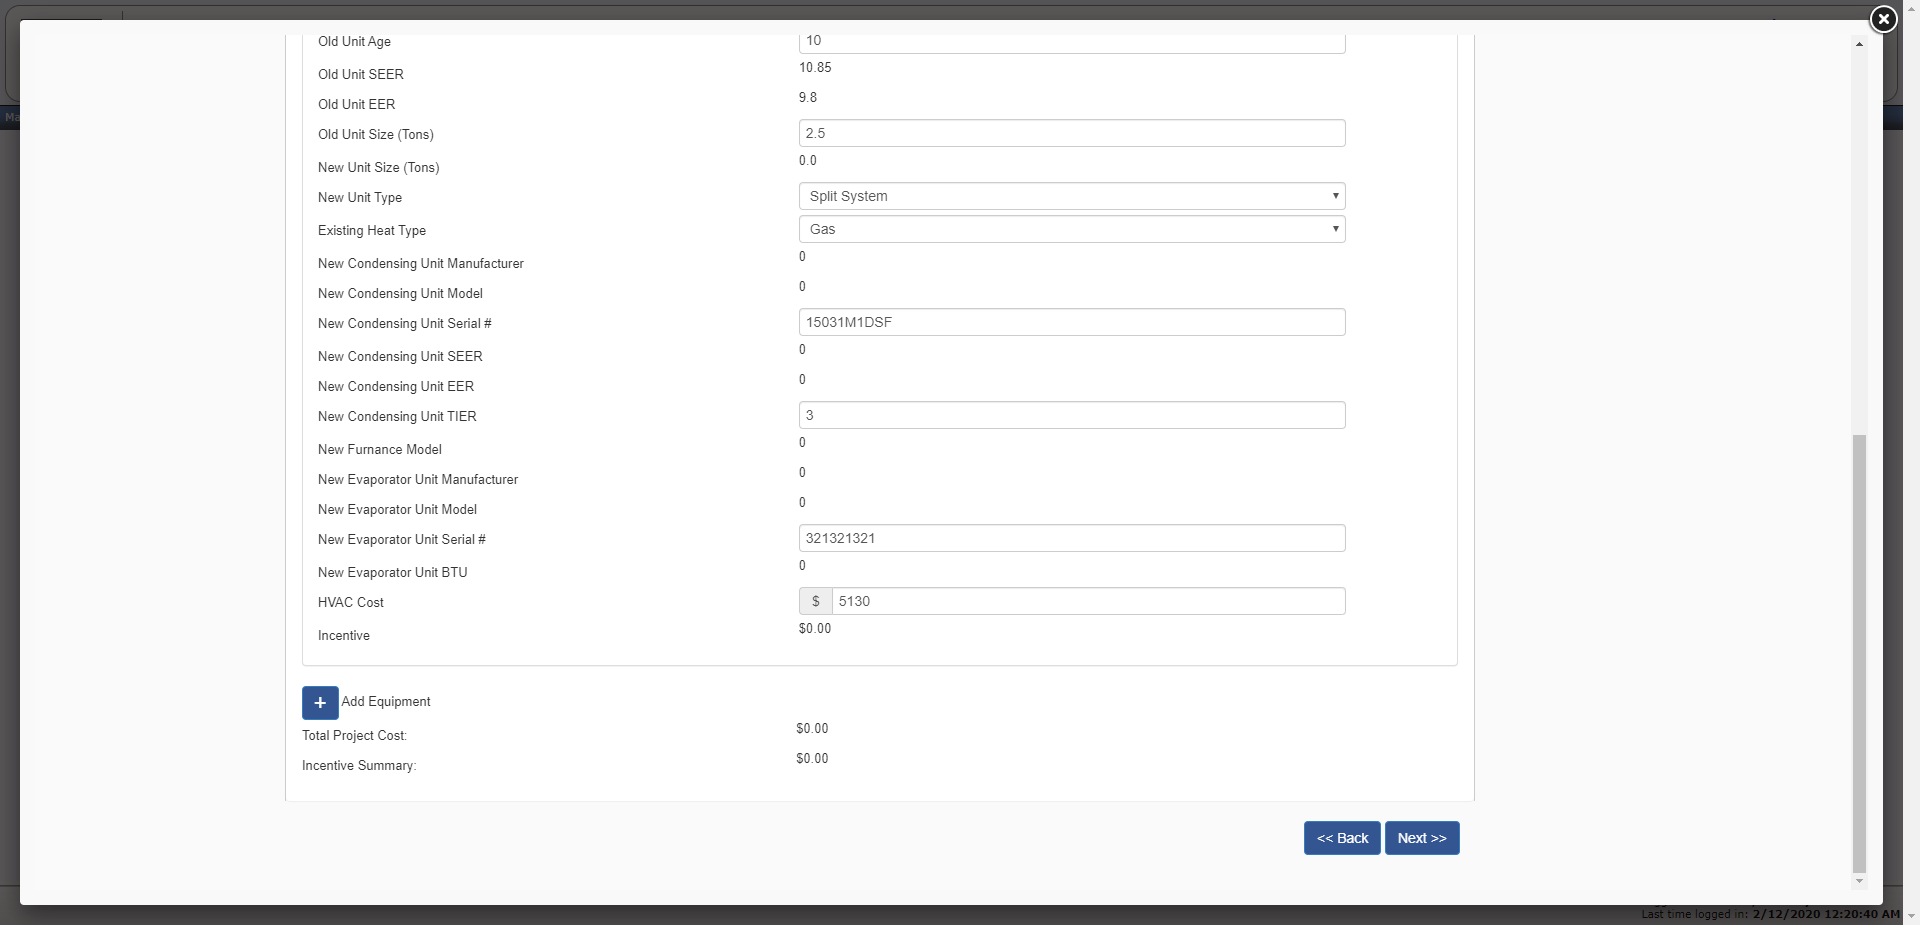 Ma
Old Unit Age 10
Old Unit SEER 10.85
Old Unit EER 9.8
Old Unit Size (Tons) 2.5
New Unit Size (Tons) 0.0
New Unit Type Split System
Existing Heat Type Gas
New Condensing Unit Manufacturer 0
New Condensing Unit Model 0
New Condensing Unit Serial # 15031M1DSF
New Condensing Unit SEER 0
New Condensing Unit EER 0
New Condensing Unit TIER 3
New Furnance Model 0
New Evaporator Unit Manufacturer 0
New Evaporator Unit Model 0
New Evaporator Unit Serial # 321321321
New Evaporator Unit BTU 0
HVAC Cost $ 5130
Incentive $0.00
+ Add Equipment
Total Project Cost: $0.00
Incentive Summary: $0.00
<< Back Next >>
Last time logged in: 2/12/2020 12:20:40 AM